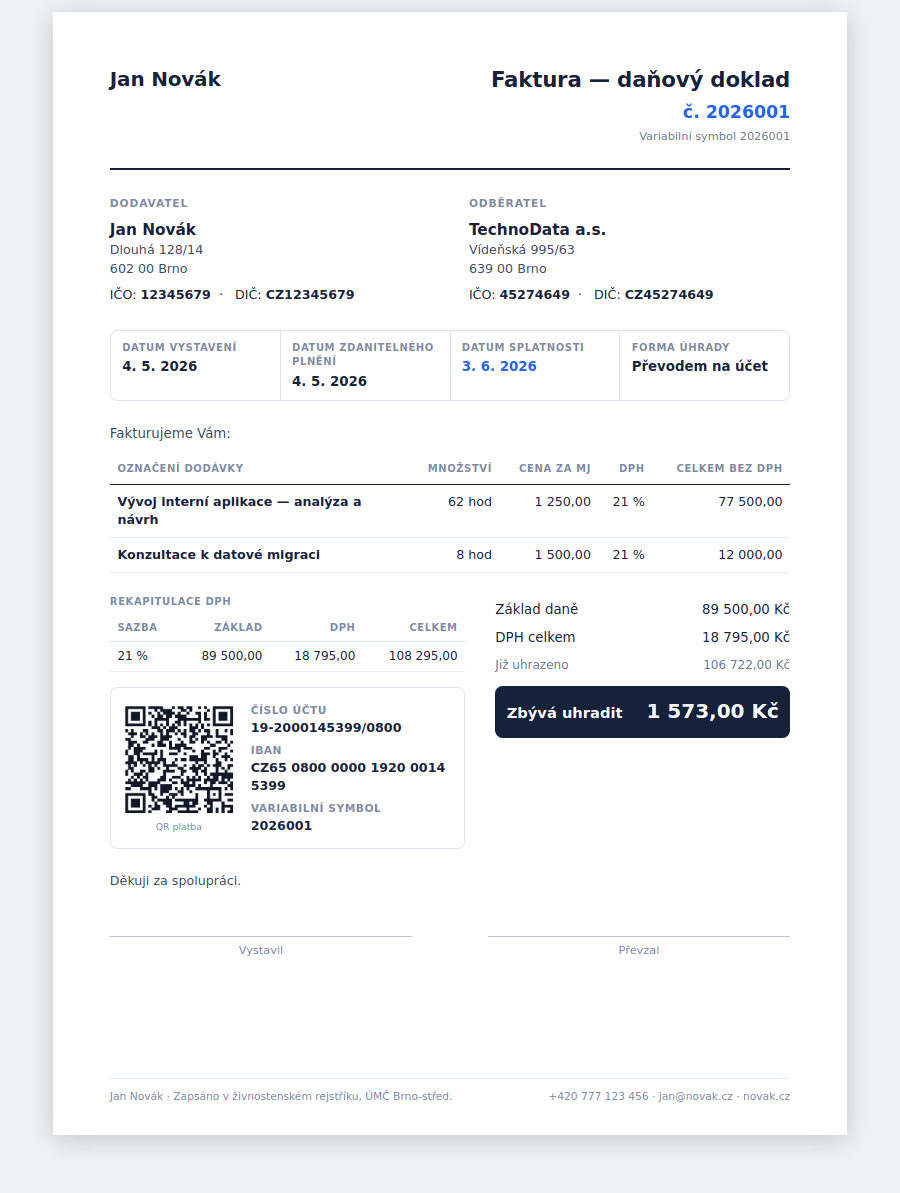 Jan Novák
Faktura — daňový doklad
č. 2026001
Variabilní symbol 2026001
DODAVATEL
Jan Novák
Dlouhá 128/14
602 00 Brno
IČO: 12345679 · DIČ: CZ12345679
ODBĚRATEL
TechnoData a.s.
Vídeňská 995/63
639 00 Brno
IČO: 45274649 · DIČ: CZ45274649
DATUM VYSTAVENÍ
4. 5. 2026
DATUM ZDANITELNÉHO
PLNĚNÍ
4. 5. 2026
DATUM SPLATNOSTI
3. 6. 2026
FORMA ÚHRADY
Převodem na účet
Fakturujeme Vám:
OZNAČENÍ DODÁVKY MNOŽSTVÍ CENA ZA MJ DPH CELKEM BEZ DPH
Vývoj interní aplikace — analýza a 62 hod 1 250,00 21 % 77 500,00
návrh
Konzultace k datové migraci 8 hod 1 500,00 21 % 12 000,00
REKAPITULACE DPH
SAZBA ZÁKLAD DPH CELKEM
21 % 89 500,00 18 795,00 108 295,00
Základ daně 89 500,00 Kč
DPH celkem 18 795,00 Kč
Již uhrazeno 106 722,00 Kč
Zbývá uhradit 1 573,00 Kč
QR platba
ČÍSLO ÚČTU
19-2000145399/0800
IBAN
CZ65 0800 0000 1920 0014
5399
VARIABILNÍ SYMBOL
2026001
Děkuji za spolupráci.
Vystavil
Převzal
Jan Novák · Zapsáno v živnostenském rejstříku, ÚMČ Brno-střed.
+420 777 123 456 · jan@novak.cz · novak.cz